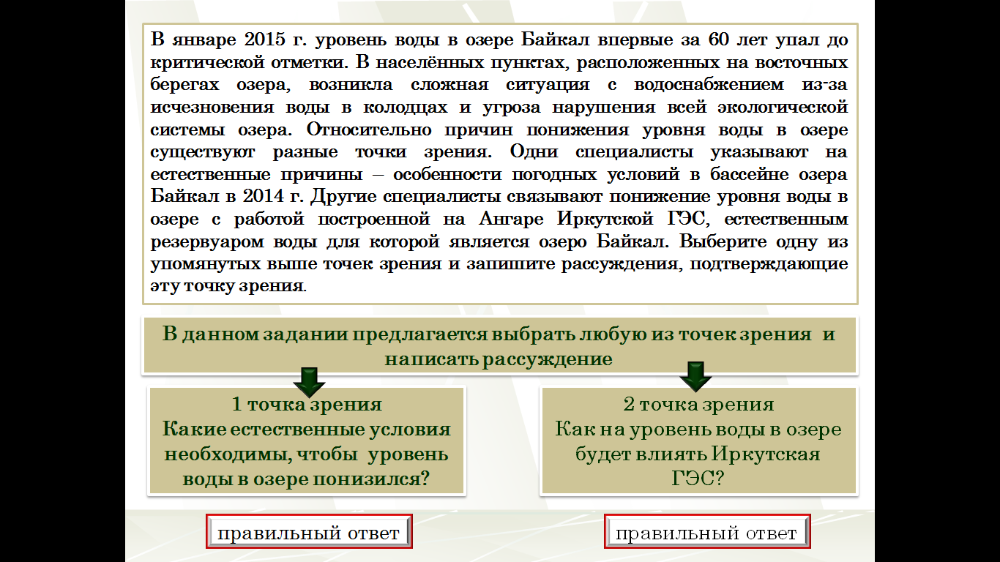 В январе 2015 г. уровень воды в озере Байкал впервые за 60 лет упал до
критической отметки. В населённых пунктах, расположенных на восточных
берегах озера, возникла сложная ситуация с водоснабжением из-за
исчезновения воды в колодцах и угроза нарушения всей экологической
системы озера. Относительно причин понижения уровня воды в озере
существуют разные точки зрения. Одни специалисты указывают на
естественные причины – особенности погодных условий в бассейне озера
Байкал в 2014 г. Другие специалисты связывают понижение уровня воды в
озере с работой построенной на Ангаре Иркутской ГЭС, естественным
резервуаром воды для которой является озеро Байкал. Выберите одну из
упомянутых выше точек зрения и запишите рассуждения, подтверждающие
эту точку зрения.
В данном задании предлагается выбрать любую из точек зрения и
написать рассуждение
1 точка зрения
Какие естественные условия
необходимы, чтобы уровень
воды в озере понизился?
2 точка зрения
Как на уровень воды в озере
будет влиять Иркутская
ГЭС?
правильный ответ
правильный ответ